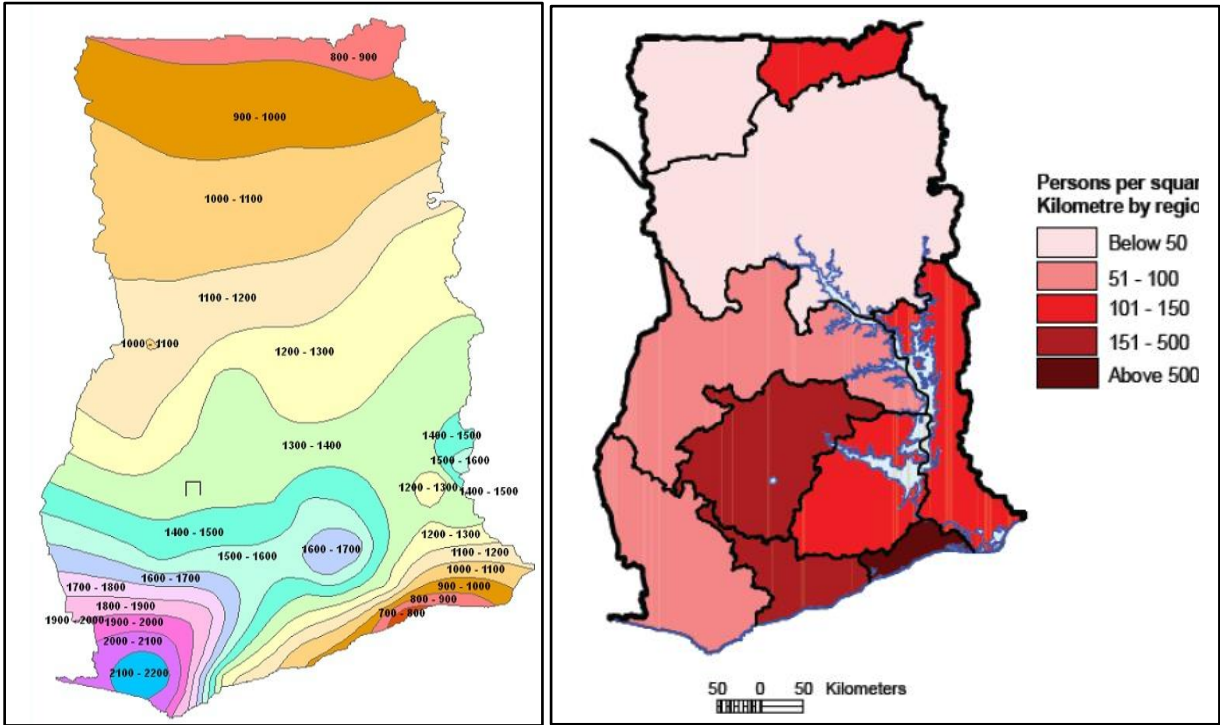 800 - 900
900 - 1000
1000 - 1100
1100 - 1200
1000 - 1100
1200 - 1300
1300 - 1400
1400 - 1500
1500 - 1600
1200 - 1300
1400 - 1500
1400 - 1500
1500 - 1600
1600 - 1700
1200 - 1300
1100 - 1200
1000 - 1100
900 - 1000
800 - 900
700 - 800
1600 - 1700
1700 - 1800
1800 - 1900
1900 - 2000
1900 - 2000
2000 - 2100
2100 - 2200
Persons per squar
Kilometre by regio
Below 50
51 - 100
101 - 150
151 - 500
Above 500
50 0 50 Kilometers